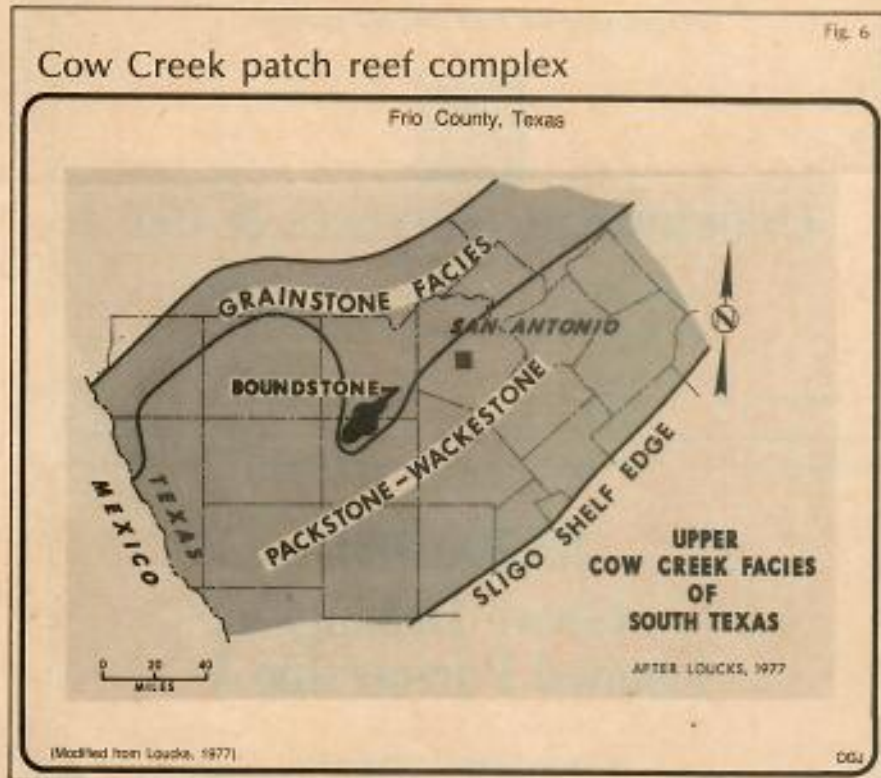 Fig. 6
Cow Creek patch reef complex
Frio County, Texas
GRAINSTONE FACIES
SAN ANTONIO
BOUNDSTONE
PACKSTONE-WACKESTONE
TEXAS
MEXICO
SLIGO SHELF EDGE
N
UPPER
COW CREEK FACIES
OF
SOUTH TEXAS
AFTER LOUCKS, 1977
0 20 40
MILES
(Modified from Loucks, 1977)
OGJ